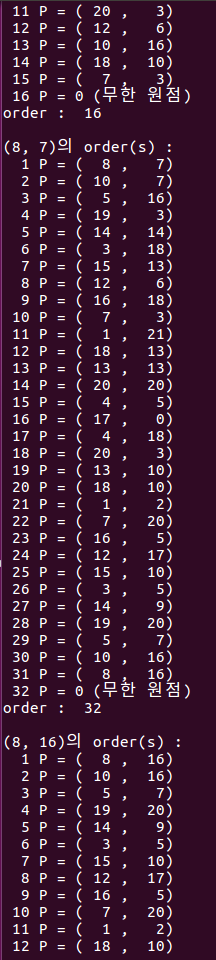 11 P = ( 20 ,   3)
12 P = ( 12 ,   6)
13 P = ( 10 ,  16)
14 P = ( 18 ,  10)
15 P = (  7 ,   3)
16 P = 0 (무한 원점)
order :  16
(8, 7)의 order(s) :
1 P = (  8 ,   7)
2 P = ( 10 ,   7)
3 P = (  5 ,  16)
4 P = ( 19 ,   3)
5 P = ( 14 ,  14)
6 P = (  3 ,  18)
7 P = ( 15 ,  13)
8 P = ( 12 ,   6)
9 P = ( 16 ,  18)
10 P = (  7 ,   3)
11 P = (  1 ,  21)
12 P = ( 18 ,  13)
13 P = ( 13 ,  13)
14 P = ( 20 ,  20)
15 P = (  4 ,   5)
16 P = ( 17 ,   0)
17 P = (  4 ,  18)
18 P = ( 20 ,   3)
19 P = ( 13 ,  10)
20 P = ( 18 ,  10)
21 P = (  1 ,   2)
22 P = (  7 ,  20)
23 P = ( 16 ,   5)
24 P = ( 12 ,  17)
25 P = ( 15 ,  10)
26 P = (  3 ,   5)
27 P = ( 14 ,   9)
28 P = ( 19 ,  20)
29 P = (  5 ,   7)
30 P = ( 10 ,  16)
31 P = (  8 ,  16)
32 P = 0 (무한 원점)
order :  32
(8, 16)의 order(s) :
1 P = (  8 ,  16)
2 P = ( 10 ,  16)
3 P = (  5 ,   7)
4 P = ( 19 ,  20)
5 P = ( 14 ,   9)
6 P = (  3 ,   5)
7 P = ( 15 ,  10)
8 P = ( 12 ,  17)
9 P = ( 16 ,   5)
10 P = (  7 ,  20)
11 P = (  1 ,   2)
12 P = ( 18 ,  10)